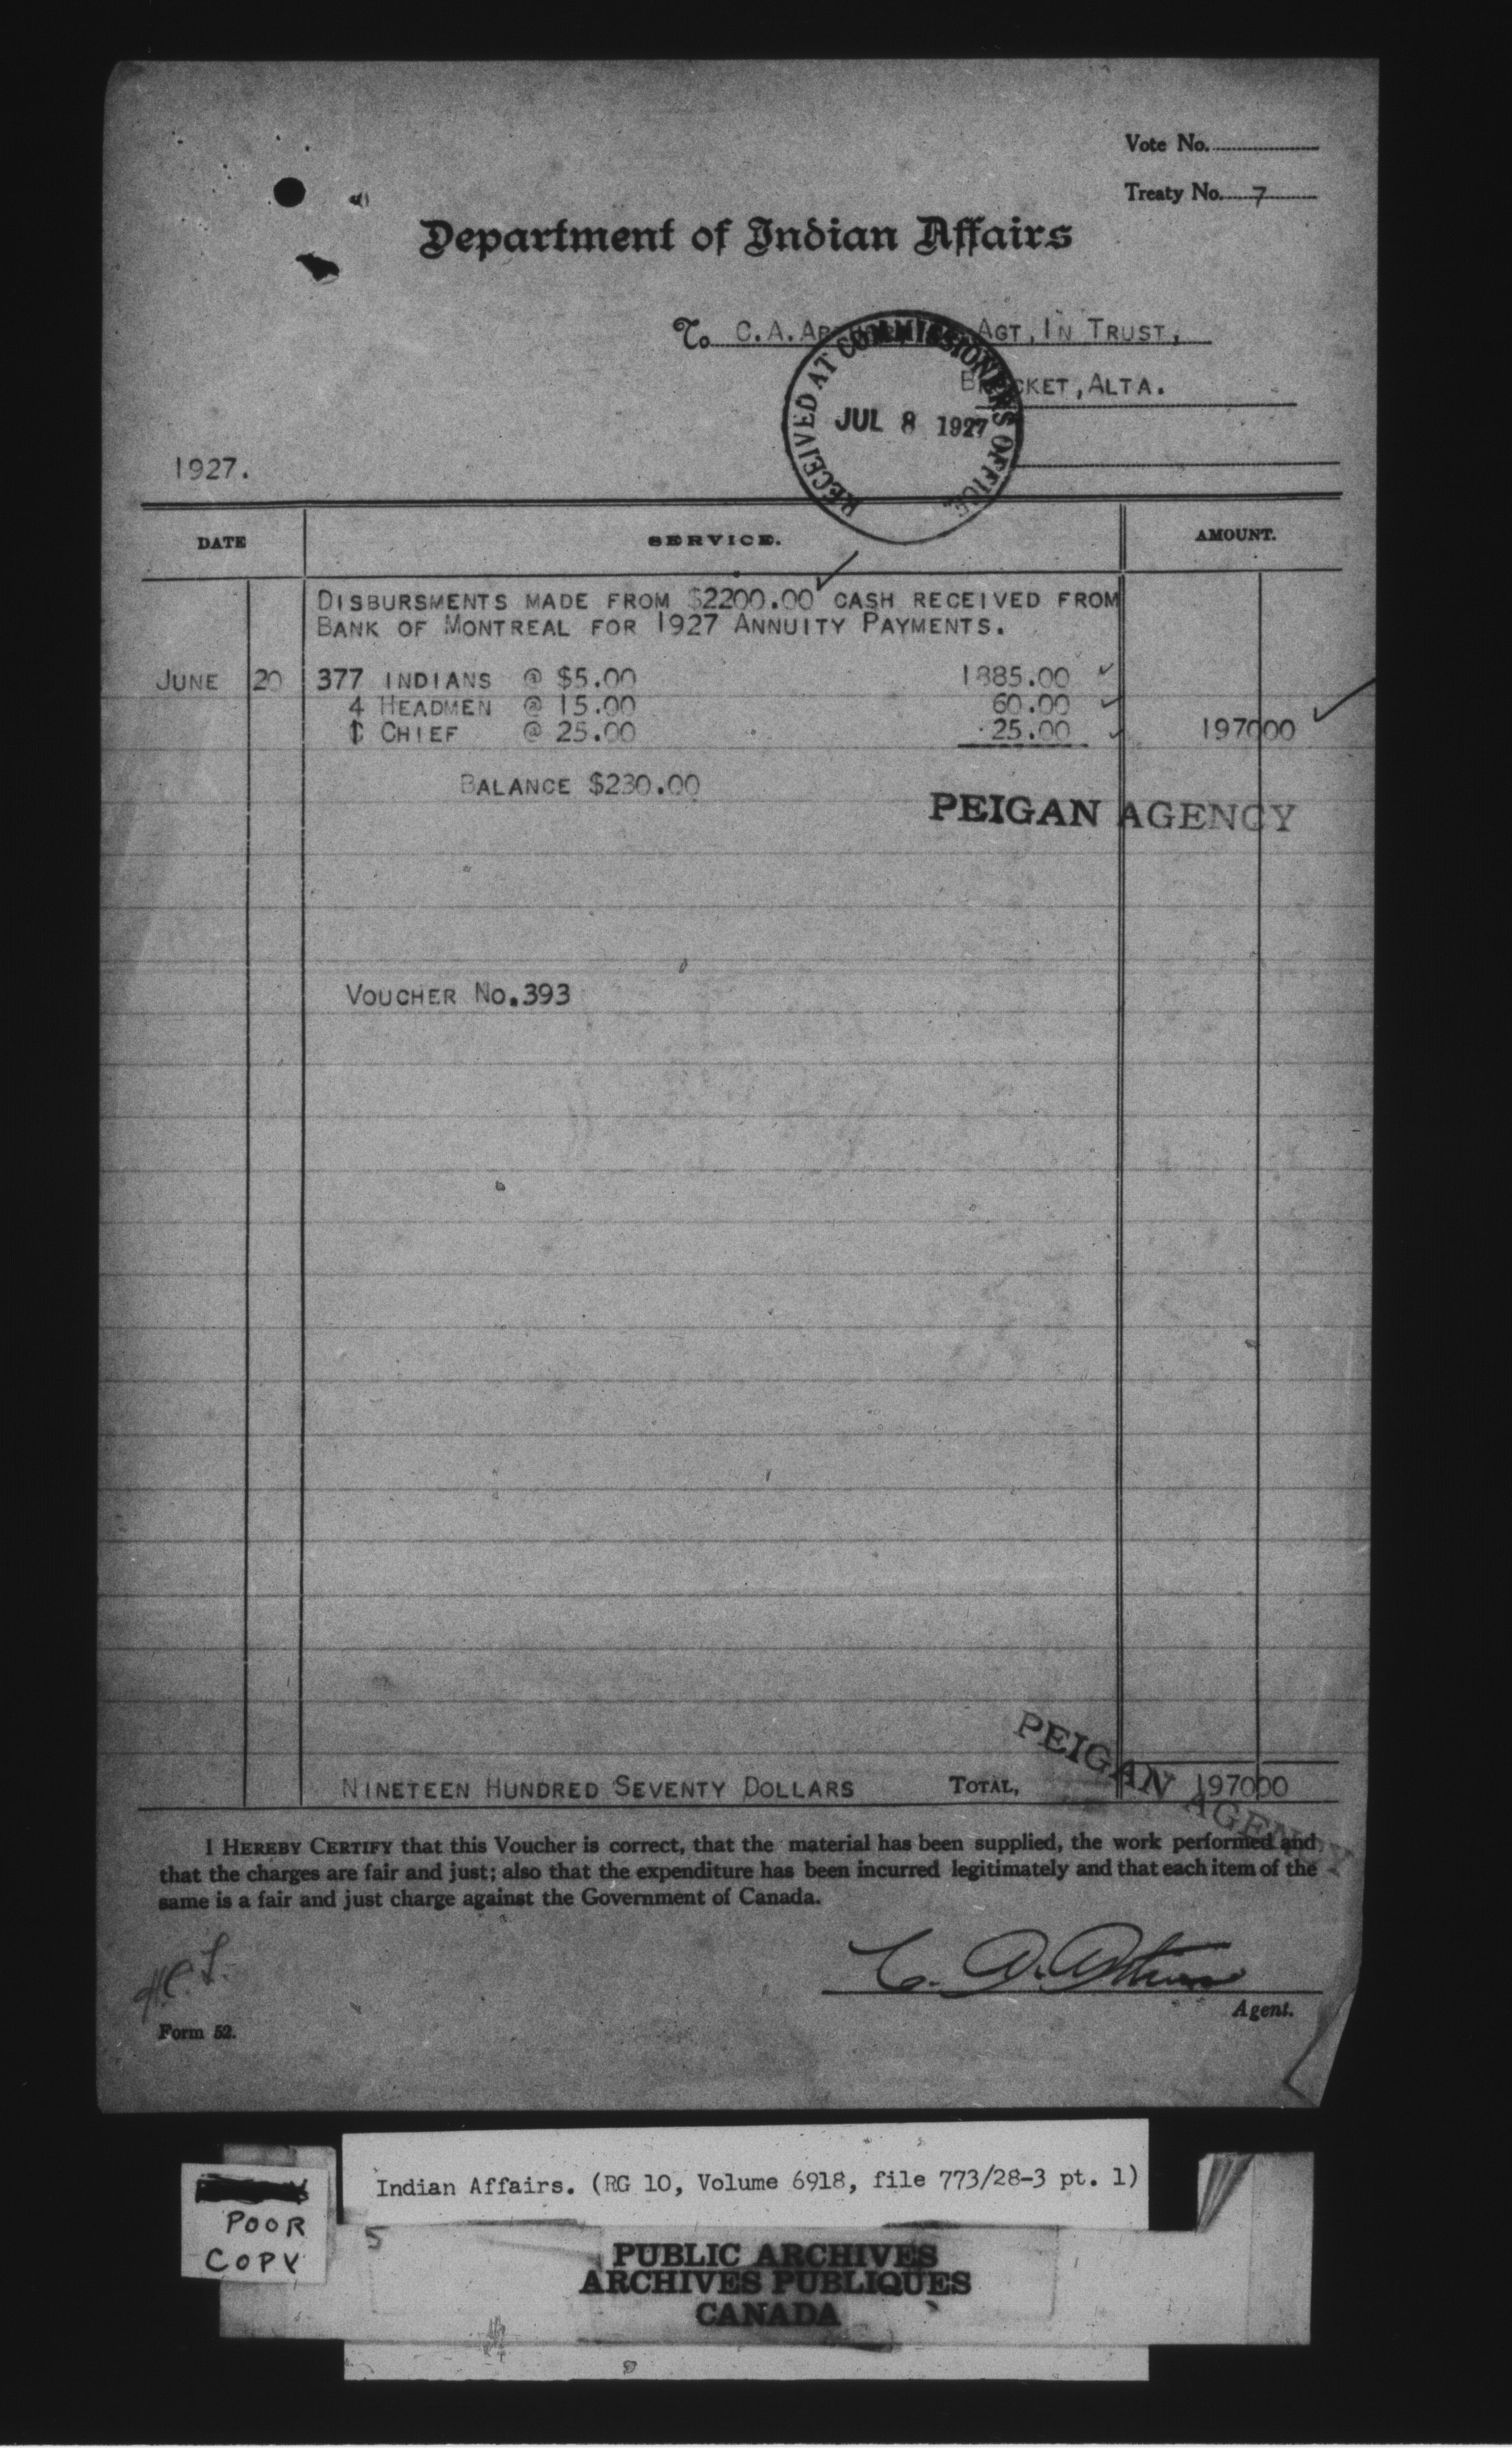 Vote No.
Treaty No. 7
Department of Indian Affairs
To C.A. AGT, IN TRUST,
ALTA.
RECEIVED AT COMMISSIONER'S OFFICE
JUL 8 1927
1927.
DATE SERVICE. AMOUNT.
DISBURSMENTS MADE FROM $2200.00 CASH RECEIVED FROM
BANK OF MONTREAL FOR 1927 ANNUITY PAYMENTS.
JUNE 20 377 INDIANS @ $5.00 1885.00
4 HEADMEN @ 15.00 60.00
1 CHIEF @ 25.00 25.00 197000
BALANCE $230.00
PEIGAN AGENCY
VOUCHER NO.393
NINETEEN HUNDRED SEVENTY DOLLARS TOTAL, 197000
PEIGAN AGENCY
I HEREBY CERTIFY that this Voucher is correct, that the material has been supplied, the work performed and
that the charges are fair and just; also that the expenditure has been incurred legitimately and that each item of the
same is a fair and just charge against the Government of Canada.
Agent.
Form 52.
Indian Affairs. (RG 10, Volume 6918, file 773/28-3 pt. 1)
POOR
COPY
5
PUBLIC ARCHIVES
ARCHIVES PUBLIQUES
CANADA